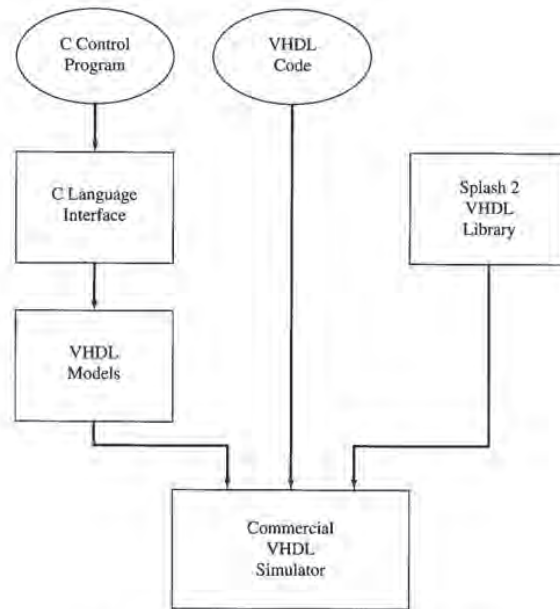 C Control
Program
VHDL
Code
C Language
Interface
Splash 2
VHDL
Library
VHDL
Models
Commercial
VHDL
Simulator